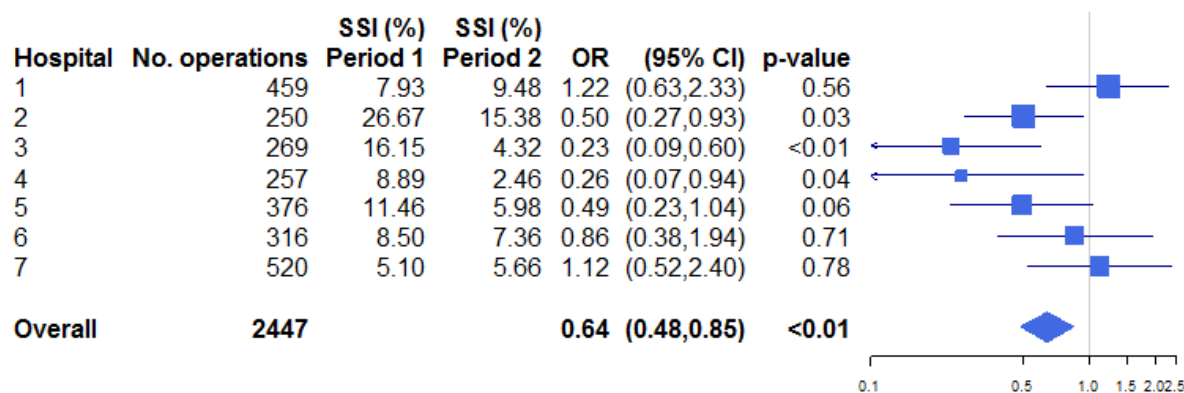 SSI (%) SSI (%)
Hospital No. operations Period 1 Period 2 OR (95% CI) p-value
1 459 7.93 9.48 1.22 (0.63,2.33) 0.56
2 250 26.67 15.38 0.50 (0.27,0.93) 0.03
3 269 16.15 4.32 0.23 (0.09,0.60) <0.01
4 257 8.89 2.46 0.26 (0.07,0.94) 0.04
5 376 11.46 5.98 0.49 (0.23,1.04) 0.06
6 316 8.50 7.36 0.86 (0.38,1.94) 0.71
7 520 5.10 5.66 1.12 (0.52,2.40) 0.78
Overall 2447 0.64 (0.48,0.85) <0.01
0.1 0.5 1.0 1.5 2.0 2.5